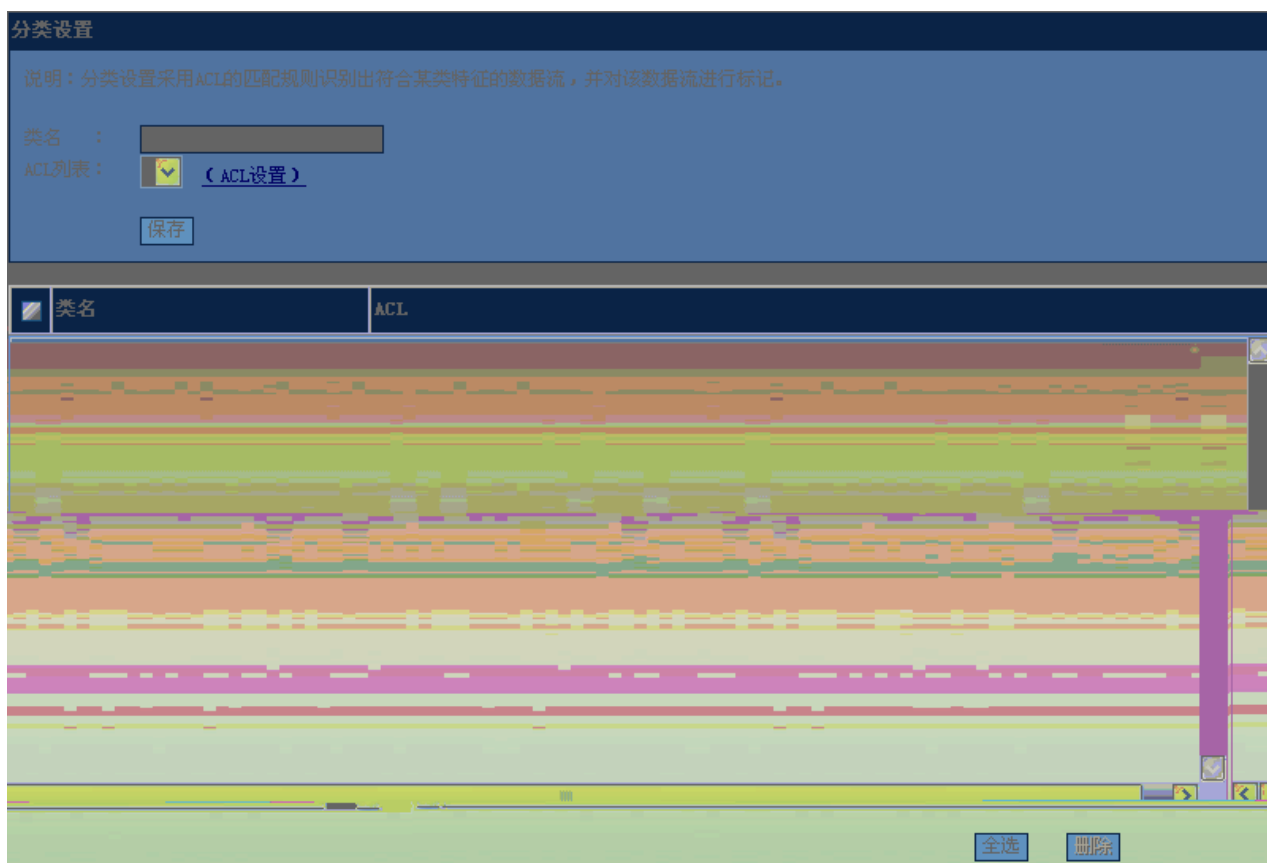 分类设置
说明：分类设置采用ACL的匹配规则识别出符合某类特征的数据流，并对该数据流进行标记。
类名 ：
ACL列表：
（ACL设置）
保存
类名 ACL
全选 删除